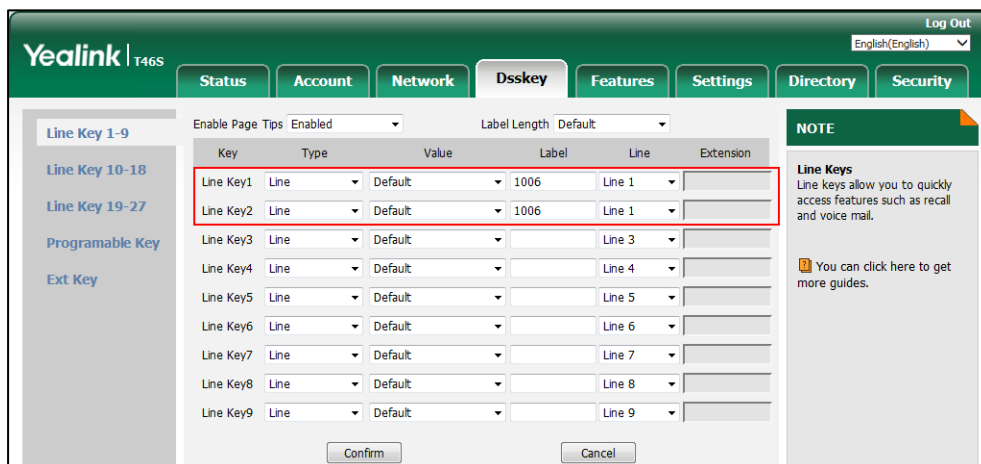 Log Out
Yealink T46S
English(English)
Status Account Network Dsskey Features Settings Directory Security
Line Key 1-9
Line Key 10-18
Line Key 19-27
Programable Key
Ext Key
Enable Page Tips Enabled Label Length Default
Key Type Value Label Line Extension
Line Key1 Line Default 1006 Line 1
Line Key2 Line Default 1006 Line 1
Line Key3 Line Default Line 3
Line Key4 Line Default Line 4
Line Key5 Line Default Line 5
Line Key6 Line Default Line 6
Line Key7 Line Default Line 7
Line Key8 Line Default Line 8
Line Key9 Line Default Line 9
Confirm Cancel
NOTE
Line Keys
Line keys allow you to quickly
access features such as recall
and voice mail.
? You can click here to get
more guides.